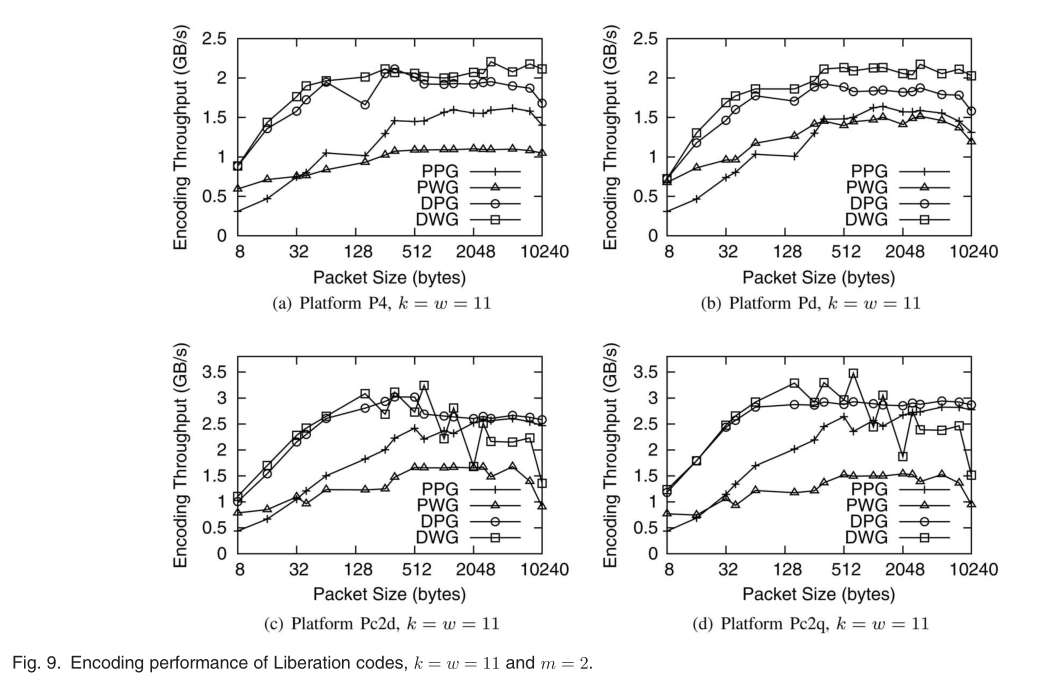 Encoding Throughput (GB/s)
2.5
2
1.5
1
0.5
0
PPG
PWG
DPG
DWG
8 32 128 512 2048 10240
Packet Size (bytes)
(a) Platform P4, k = w = 11
Encoding Throughput (GB/s)
2.5
2
1.5
1
0.5
0
PPG
PWG
DPG
DWG
8 32 128 512 2048 10240
Packet Size (bytes)
(b) Platform Pd, k = w = 11
Encoding Throughput (GB/s)
3.5
3
2.5
2
1.5
1
0.5
0
PPG
PWG
DPG
DWG
8 32 128 512 2048 10240
Packet Size (bytes)
(c) Platform Pc2d, k = w = 11
Encoding Throughput (GB/s)
3.5
3
2.5
2
1.5
1
0.5
0
PPG
PWG
DPG
DWG
8 32 128 512 2048 10240
Packet Size (bytes)
(d) Platform Pc2q, k = w = 11
Fig. 9. Encoding performance of Liberation codes, k = w = 11 and m = 2.